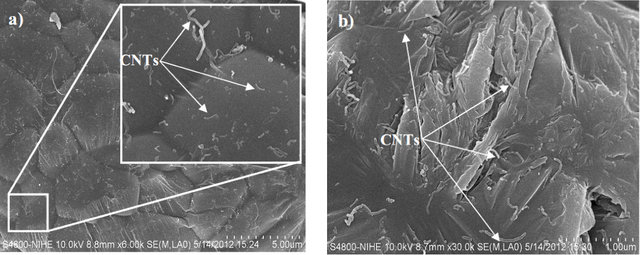 a)
CNTs
S4800-NIHE 10.0kV 8.8mm x6.00k SE(M,LA0) 5/14/2012 15:24 5.00um
b)
CNTs
S4800-NIHE 10.0kV 8.7mm x30.0k SE(M,LA0) 5/14/2012 15:30 1.00um